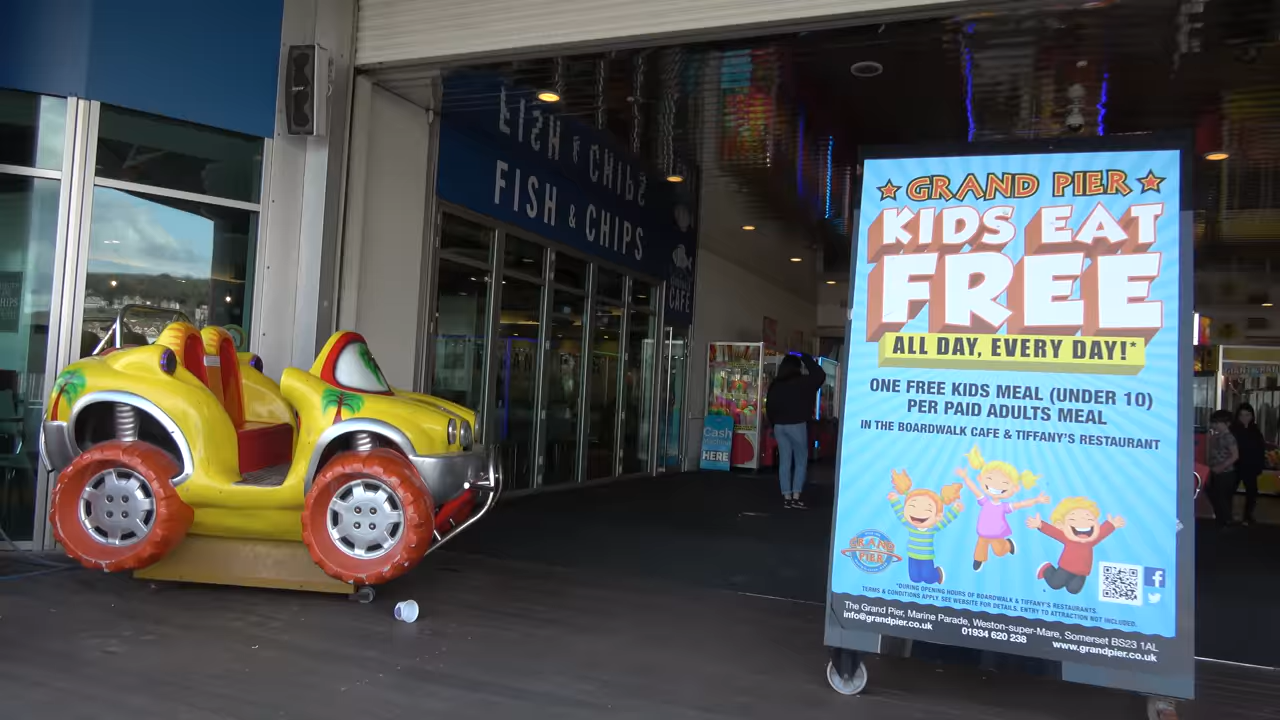 FISH & CHIPS
FISH & CHIPS
CAFE
Cash
HERE
GRAND PIER
KIDS EAT
FREE
ALL DAY, EVERY DAY!*
ONE FREE KIDS MEAL (UNDER 10)
PER PAID ADULTS MEAL
IN THE BOARDWALK CAFE & TIFFANY'S RESTAURANT
GRAND
PIER
*DURING OPENING HOURS OF BOARDWALK & TIFFANY'S RESTAURANTS.
TERMS & CONDITIONS APPLY. SEE WEBSITE FOR DETAILS. ENTRY TO ATTRACTION NOT INCLUDED.
The Grand Pier, Marine Parade, Weston-super-Mare, Somerset BS23 1AL
info@grandpier.co.uk 01934 620 238 www.grandpier.co.uk